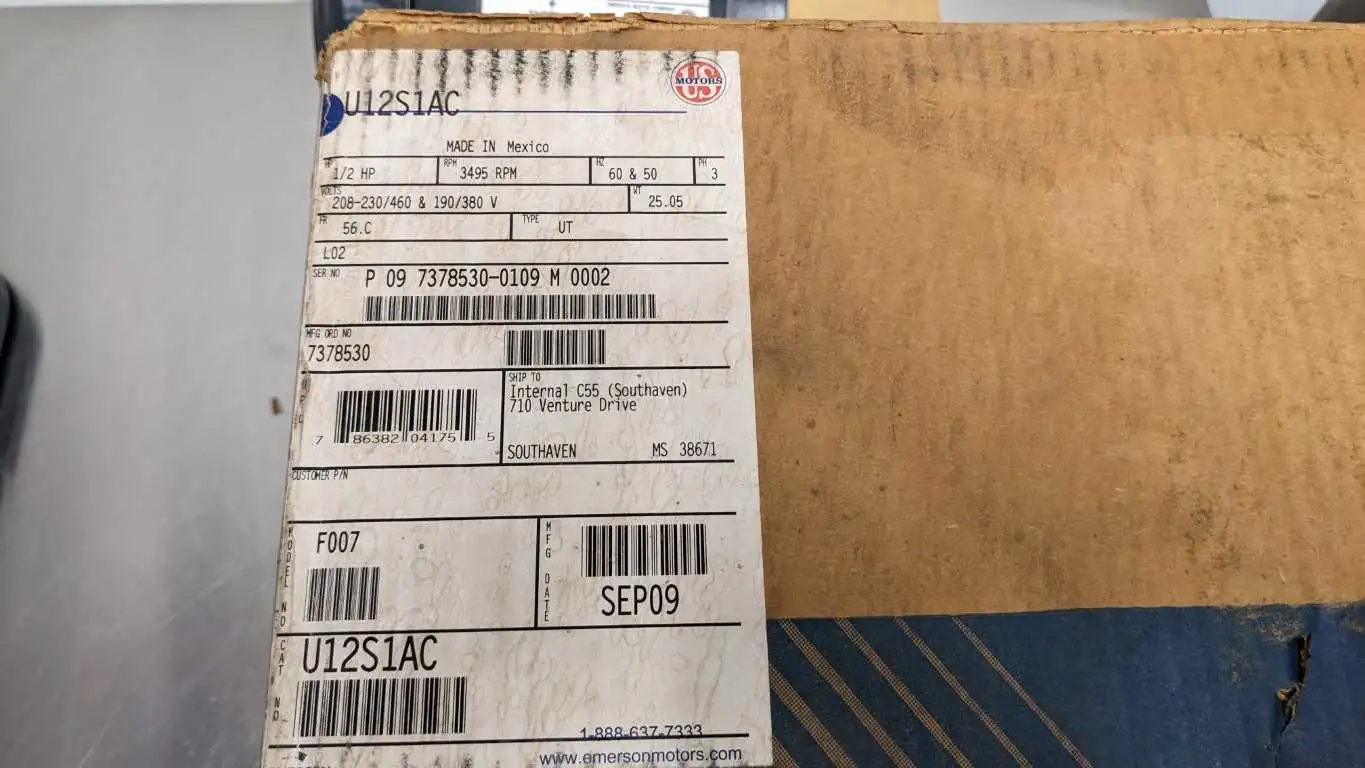 US
MOTORS
U12S1AC
MADE IN Mexico
HP RPM HZ PH
1/2 HP 3495 RPM 60 & 50 3
VOLTS WT
208-230/460 & 190/380 V 25.05
FR TYPE
56.C UT
L02
SER NO P 09 7378530-0109 M 0002
MFG ORD NO
7378530
SHIP TO
Internal C55 (Southaven)
710 Venture Drive
7 86382 04175 5
SOUTHAVEN MS 38671
CUSTOMER P/N
MODEL NO
F007
MFG DATE
SEP09
CAT NO
U12S1AC
1-888-637-7333
www.emersonmotors.com